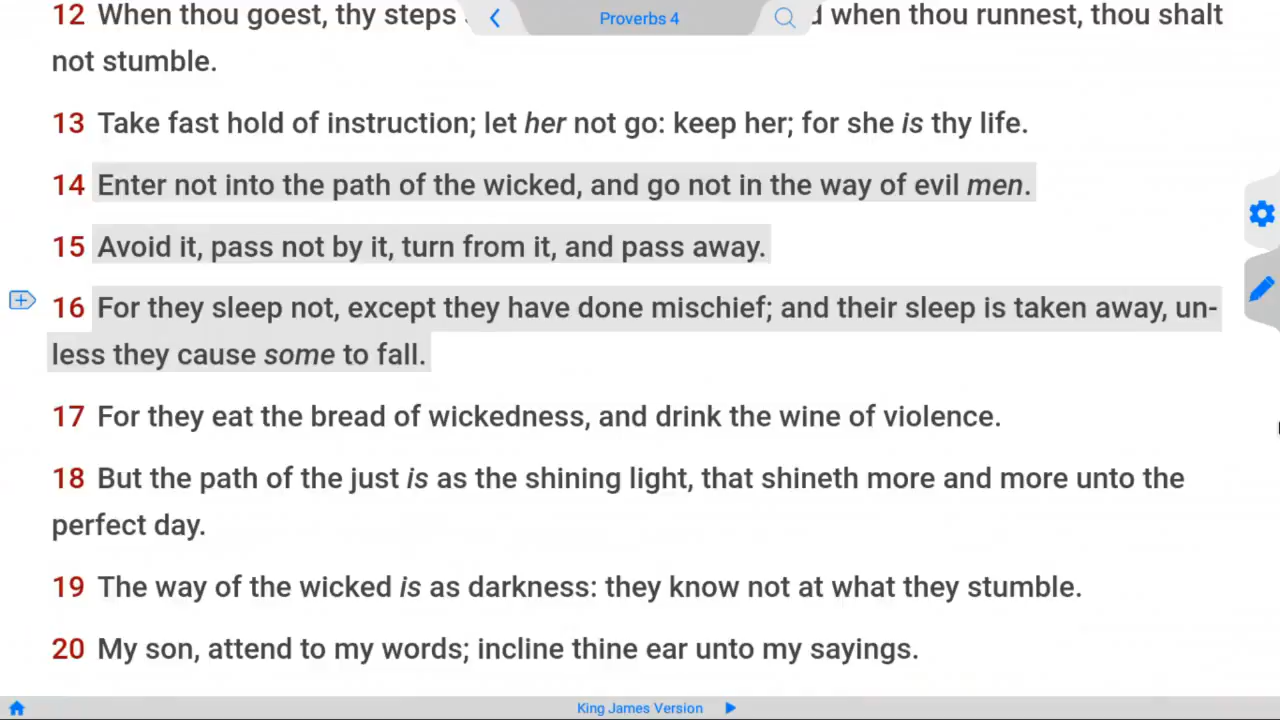 Proverbs 4
12 When thou goest, thy steps when thou runnest, thou shalt
not stumble.
13 Take fast hold of instruction; let her not go: keep her; for she is thy life.
14 Enter not into the path of the wicked, and go not in the way of evil men.
15 Avoid it, pass not by it, turn from it, and pass away.
16 For they sleep not, except they have done mischief; and their sleep is taken away, un-
less they cause some to fall.
17 For they eat the bread of wickedness, and drink the wine of violence.
18 But the path of the just is as the shining light, that shineth more and more unto the
perfect day.
19 The way of the wicked is as darkness: they know not at what they stumble.
20 My son, attend to my words; incline thine ear unto my sayings.
King James Version